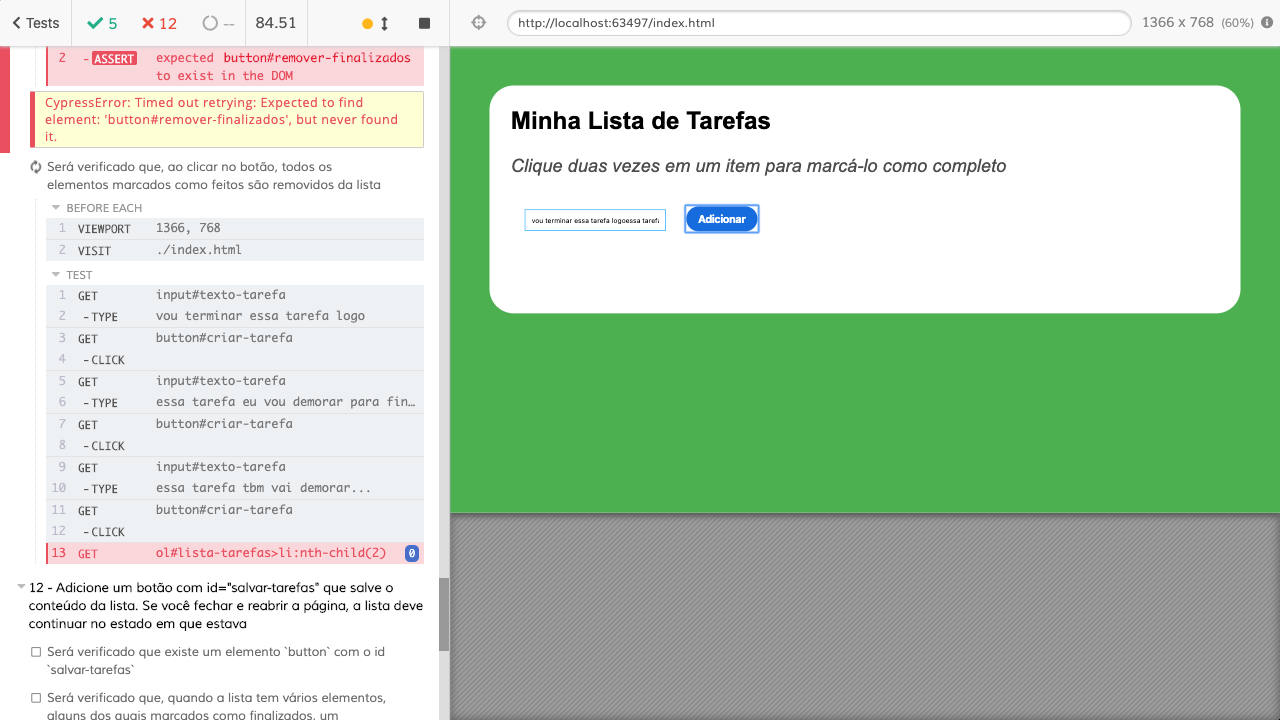 Tests
5
12
--
84.51
http://localhost:63497/index.html
1366 x 768 (60%)
2 -ASSERT expected button#remover-finalizados
to exist in the DOM
CypressError: Timed out retrying: Expected to find
element: 'button#remover-finalizados', but never found
it.
Será verificado que, ao clicar no botão, todos os
elementos marcados como feitos são removidos da lista
BEFORE EACH
1 VIEWPORT 1366, 768
2 VISIT ./index.html
TEST
1 GET input#texto-tarefa
2 -TYPE vou terminar essa tarefa logo
3 GET button#criar-tarefa
4 -CLICK
5 GET input#texto-tarefa
6 -TYPE essa tarefa eu vou demorar para fin…
7 GET button#criar-tarefa
8 -CLICK
9 GET input#texto-tarefa
10 -TYPE essa tarefa tbm vai demorar...
11 GET button#criar-tarefa
12 -CLICK
13 GET ol#lista-tarefas>li:nth-child(2) 0
12 - Adicione um botão com id="salvar-tarefas" que salve o
conteúdo da lista. Se você fechar e reabrir a página, a lista deve
continuar no estado em que estava
Será verificado que existe um elemento `button` com o id
`salvar-tarefas`
Será verificado que, quando a lista tem vários elementos,
alguns dos quais marcados como finalizados, um
Minha Lista de Tarefas
Clique duas vezes em um item para marcá-lo como completo
vou terminar essa tarefa logoessa tarefa
Adicionar